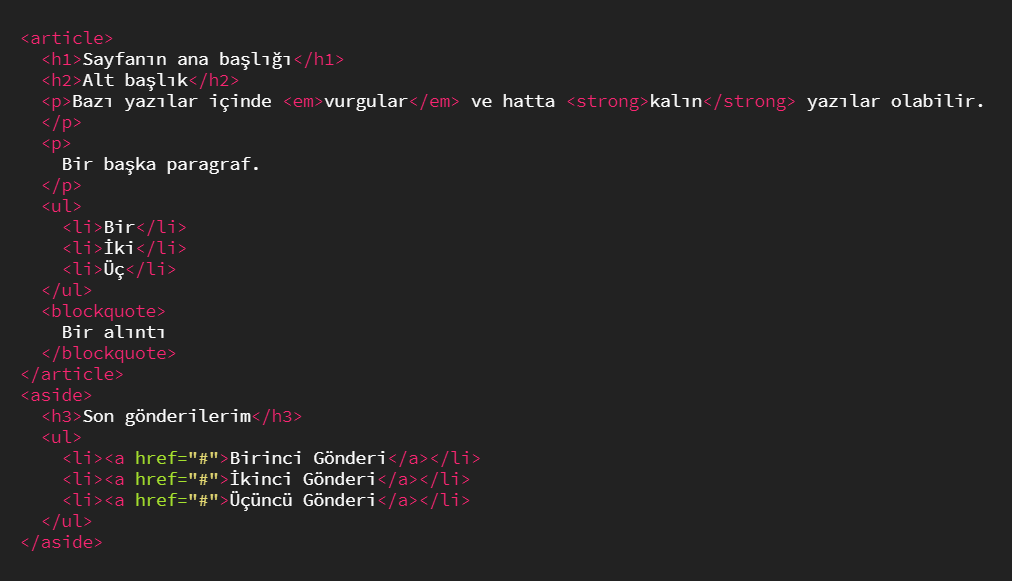 <article>
  <h1>Sayfanın ana başlığı</h1>
  <h2>Alt başlık</h2>
  <p>Bazı yazılar içinde <em>vurgular</em> ve hatta <strong>kalın</strong> yazılar olabilir.
  </p>
  <p>
    Bir başka paragraf.
  </p>
  <ul>
    <li>Bir</li>
    <li>İki</li>
    <li>Üç</li>
  </ul>
  <blockquote>
    Bir alıntı
  </blockquote>
</article>
<aside>
  <h3>Son gönderilerim</h3>
  <ul>
    <li><a href="#">Birinci Gönderi</a></li>
    <li><a href="#">İkinci Gönderi</a></li>
    <li><a href="#">Üçüncü Gönderi</a></li>
  </ul>
</aside>